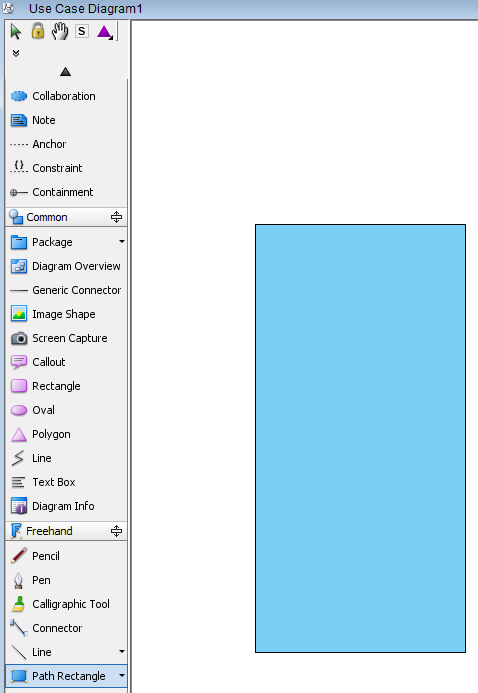 Use Case Diagram1
S
Collaboration
Note
Anchor
{} Constraint
Containment
Common
Package
Diagram Overview
Generic Connector
Image Shape
Screen Capture
Callout
Rectangle
Oval
Polygon
Line
Text Box
Diagram Info
Freehand
Pencil
Pen
Calligraphic Tool
Connector
Line
Path Rectangle